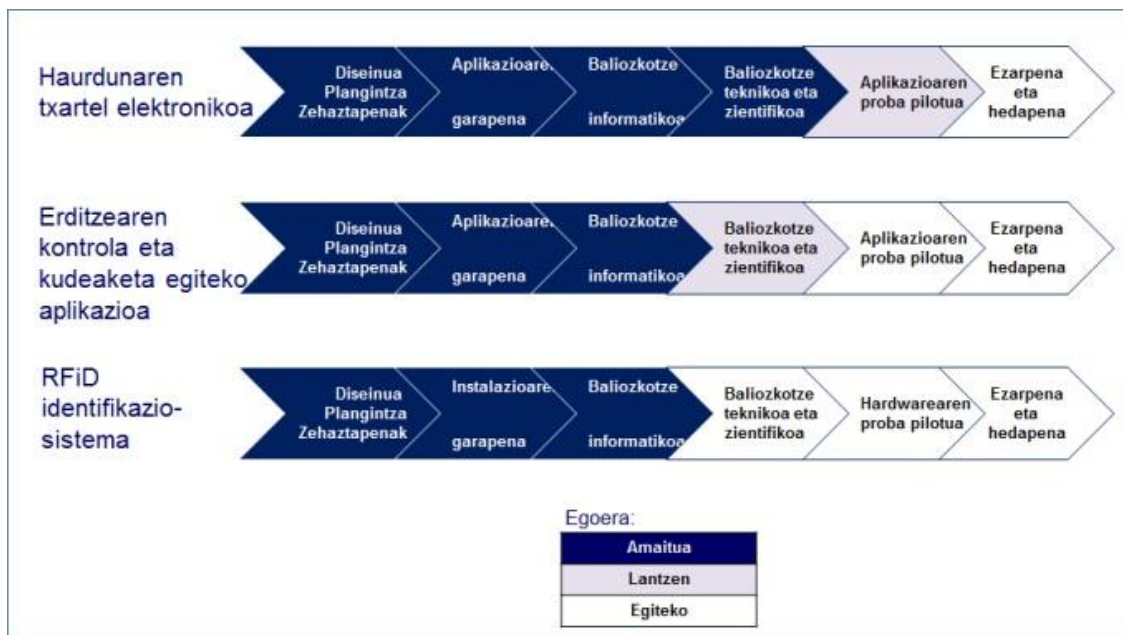 Haurdunaren
txartel elektronikoa
Diseinua
Plangintza
Zehaztapenak
Aplikazioare
garapena
Baliozkotze
informatikoa
Baliozkotze
teknikoa eta
zientifikoa
Aplikazioaren
proba pilotua
Ezarpena
eta
hedapena
Erditzearen
kontrola eta
kudeaketa egiteko
aplikazioa
Diseinua
Plangintza
Zehaztapenak
Aplikazioare
garapena
Baliozkotze
informatikoa
Baliozkotze
teknikoa eta
zientifikoa
Aplikazioaren
proba pilotua
Ezarpena
eta
hedapena
RFiD
identifikazio-
sistema
Diseinua
Plangintza
Zehaztapenak
Instalazioare
garapena
Baliozkotze
informatikoa
Baliozkotze
teknikoa eta
zientifikoa
Hardwarearen
proba pilotua
Ezarpena
eta
hedapena
Egoera:
Amaitua
Lantzen
Egiteko